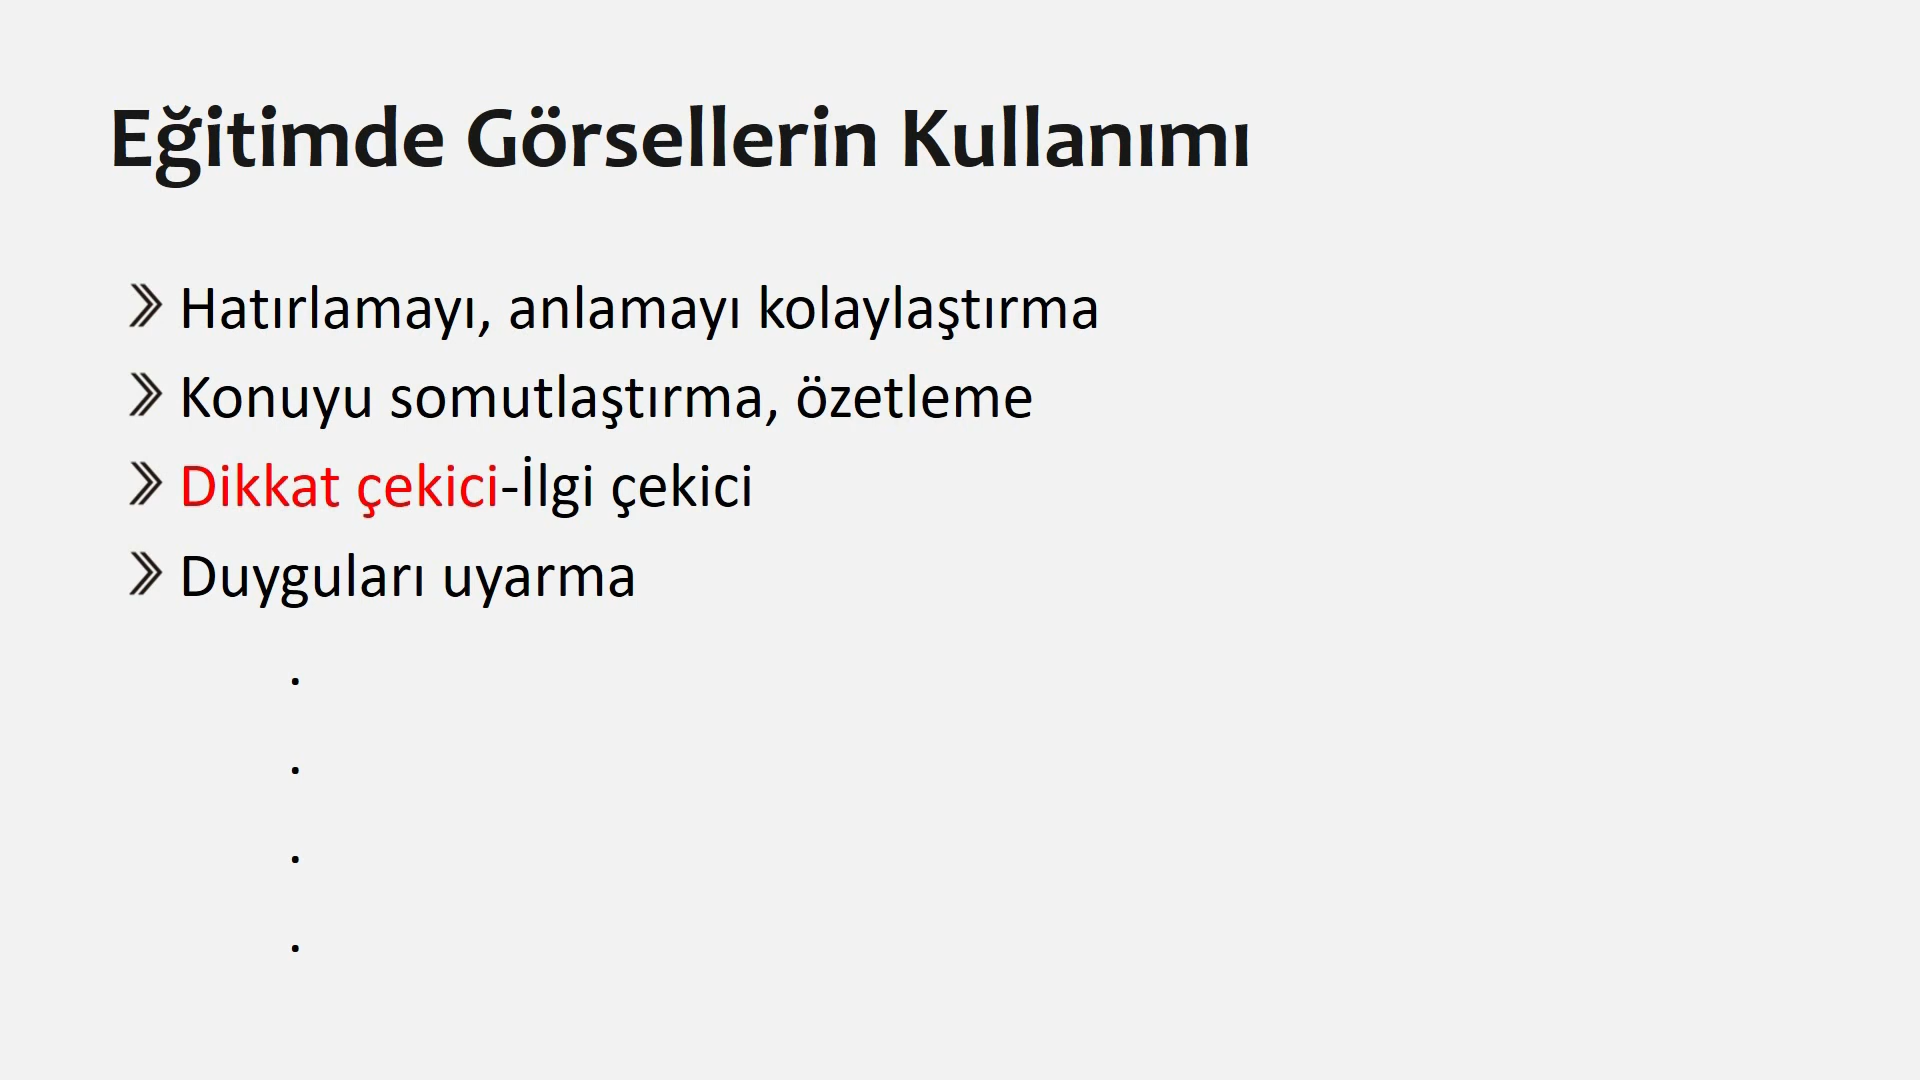 Eğitimde Görsellerin Kullanımı
Hatırlamayı, anlamayı kolaylaştırma
Konuyu somutlaştırma, özetleme
Dikkat çekici-İlgi çekici
Duyguları uyarma
.
.
.
.